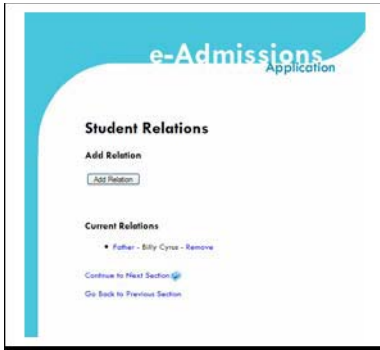 e-Admissions
Application
Student Relations
Add Relation
Add Relation
Current Relations
• Father - Billy Cyrus - Remove
Continue to Next Section
Go Back to Previous Section